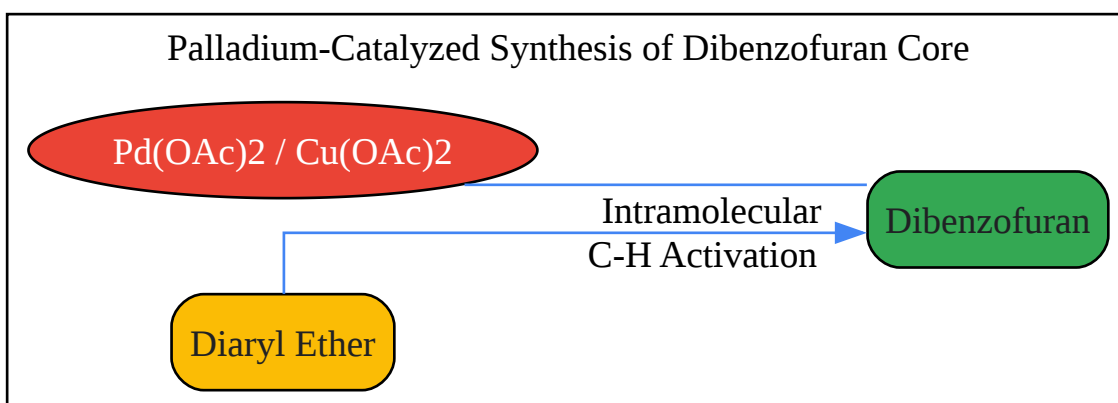 Palladium-Catalyzed Synthesis of Dibenzofuran Core
Pd(OAc)2 / Cu(OAc)2
Intramolecular
C-H Activation
Dibenzofuran
Diaryl Ether